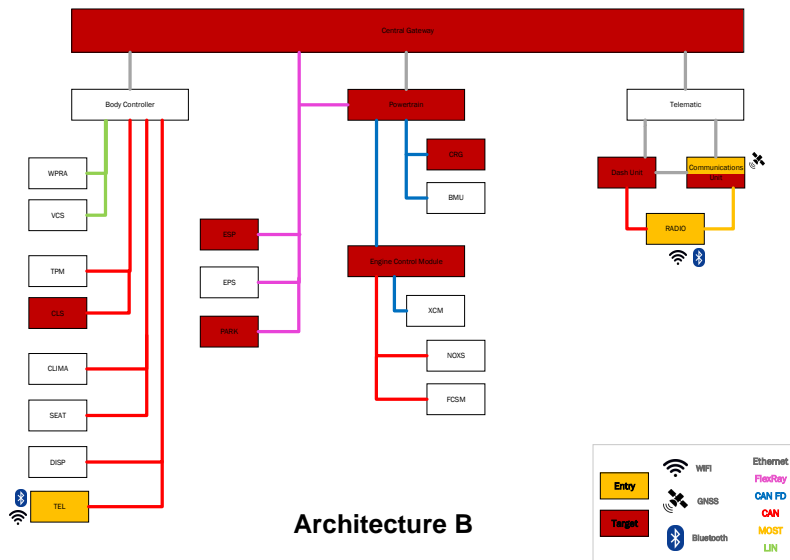 Control Gateway
Body Controller
Powertrain
Telematic
CRG
BMU
WPRA
VCS
Dash Unit
Communications
Unit
RADIO
ESP
EPS
PARK
Engine Control Module
TPM
CLS
XCM
NOXS
FCSM
CLIMA
SEAT
DISP
TEL
Architecture B
Entry
Target
WIFI
GNSS
Bluetooth
Ethernet
FlexRay
CAN FD
CAN
MOST
LIN